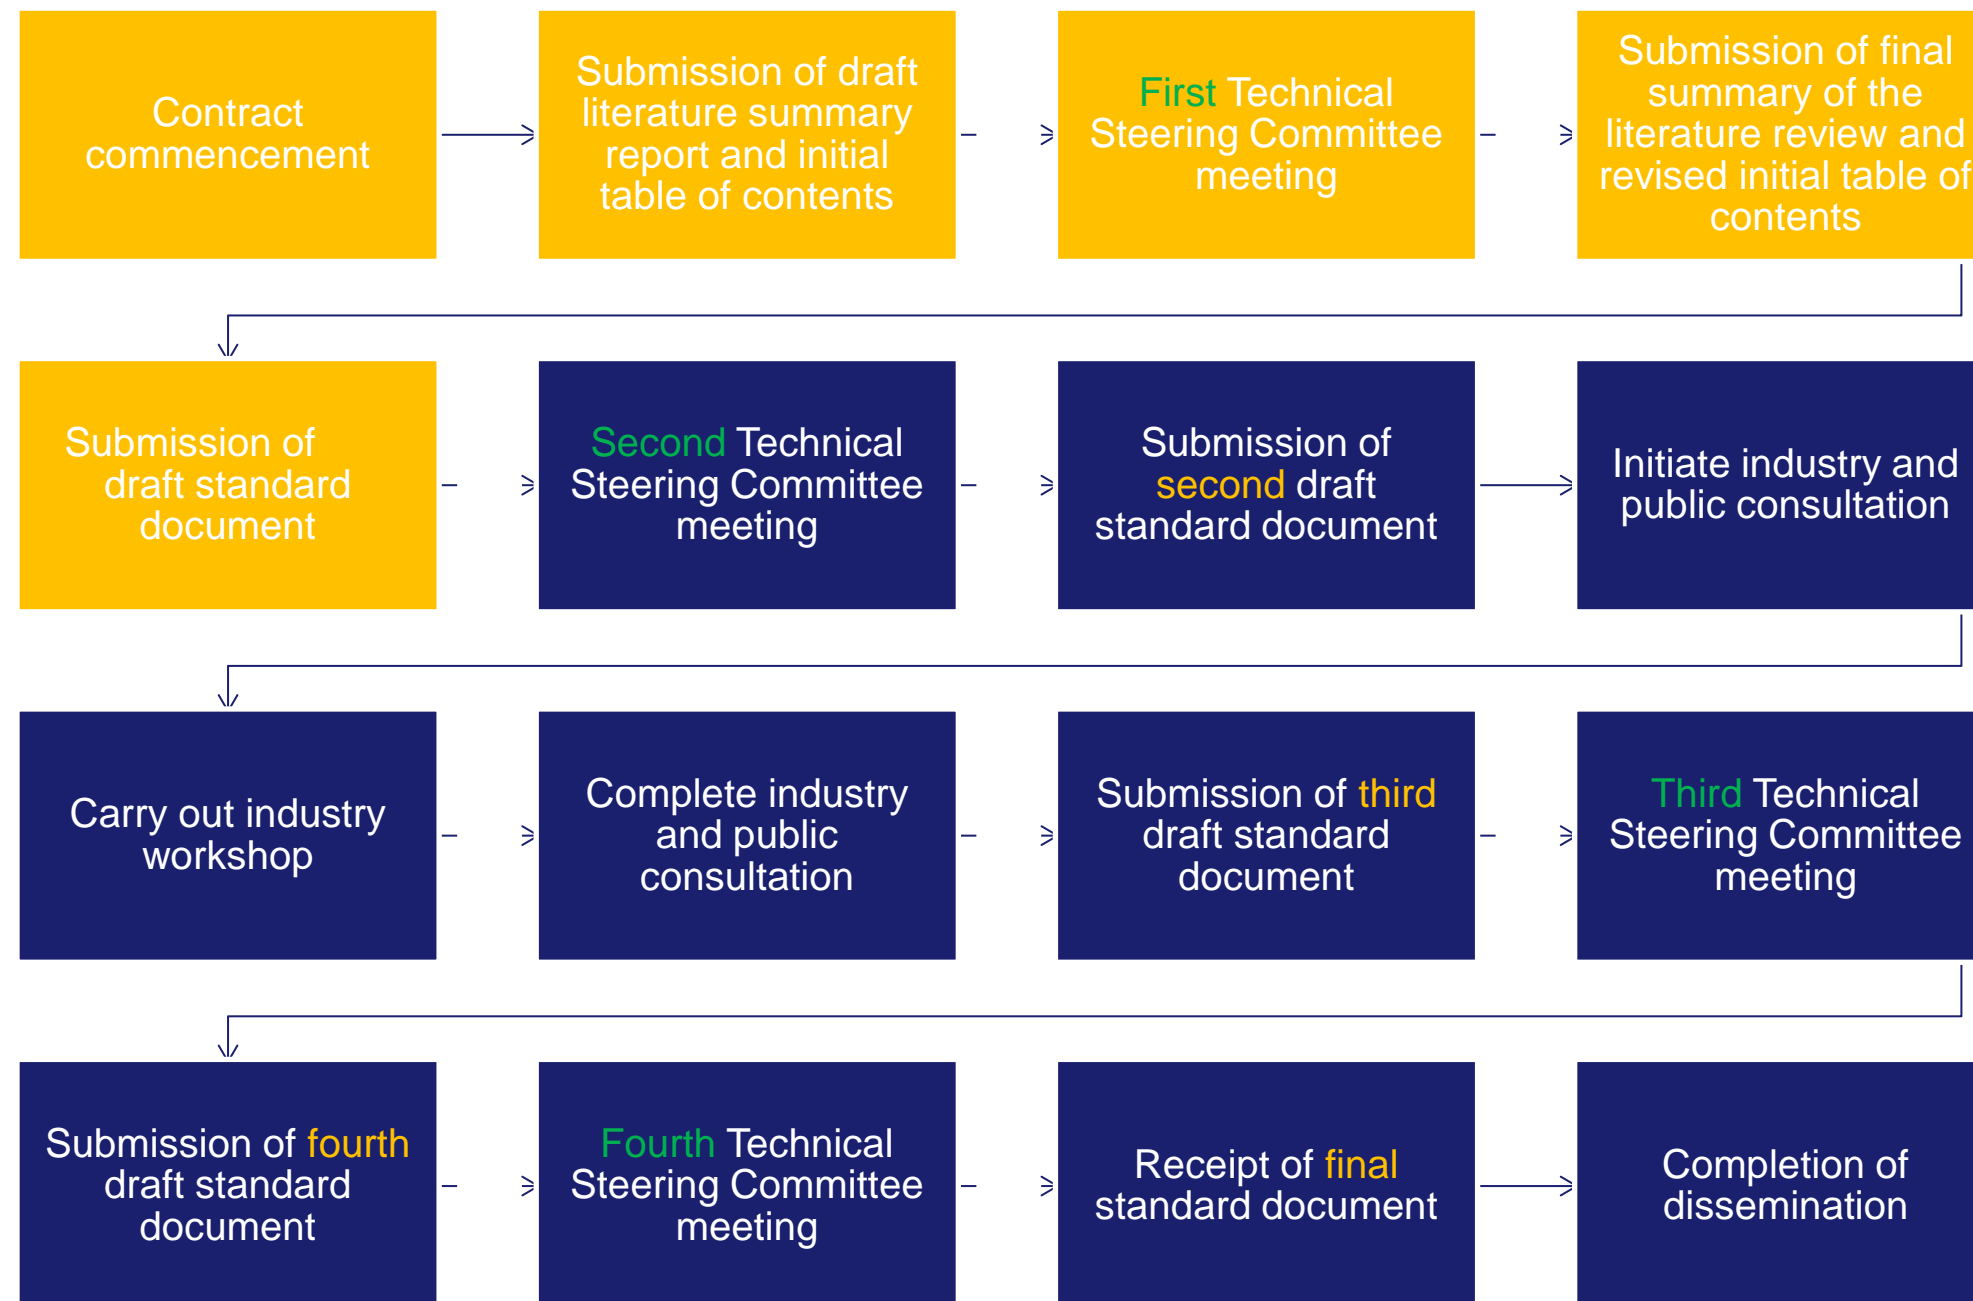 Contract
commencement
Submission of draft
literature summary
report and initial
table of contents
First Technical
Steering Committee
meeting
Submission of final
summary of the
literature review and
revised initial table of
contents
Submission of
draft standard
document
Second Technical
Steering Committee
meeting
Submission of
second draft
standard document
Initiate industry and
public consultation
Carry out industry
workshop
Complete industry
and public
consultation
Submission of third
draft standard
document
Third Technical
Steering Committee
meeting
Submission of fourth
draft standard
document
Fourth Technical
Steering Committee
meeting
Receipt of final
standard document
Completion of
dissemination